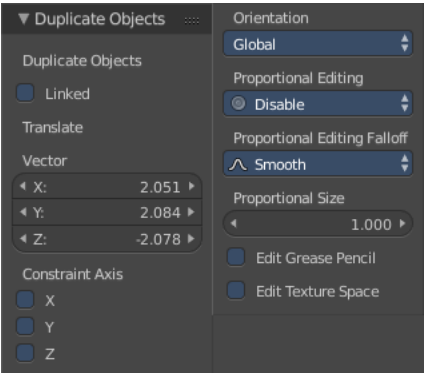 Duplicate Objects
Duplicate Objects
Linked
Translate
Vector
X: 2.051
Y: 2.084
Z: -2.078
Constraint Axis
X
Y
Z
Orientation
Global
Proportional Editing
Disable
Proportional Editing Falloff
Smooth
Proportional Size
1.000
Edit Grease Pencil
Edit Texture Space